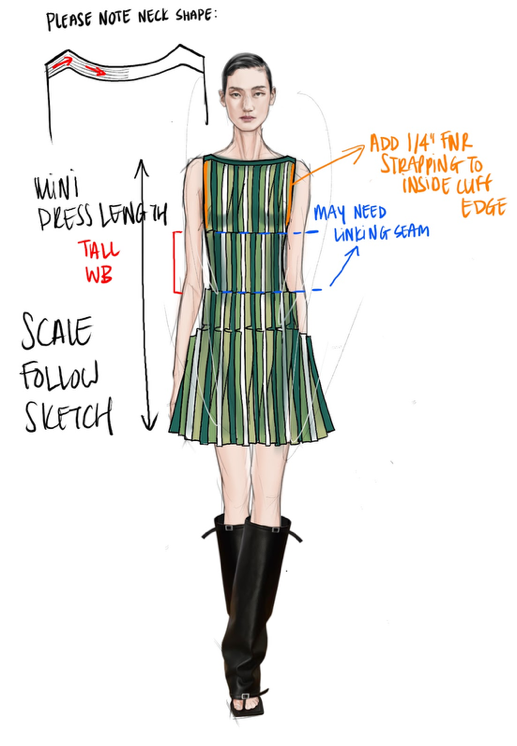 PLEASE NOTE NECK SHAPE:
ADD 1/4" FNR
STRAPPING TO
INSIDE CUFF
EDGE
MINI
DRESS LENGTH
TALL
WB
MAY NEED
LINKING SEAM
SCALE
FOLLOW
SKETCH